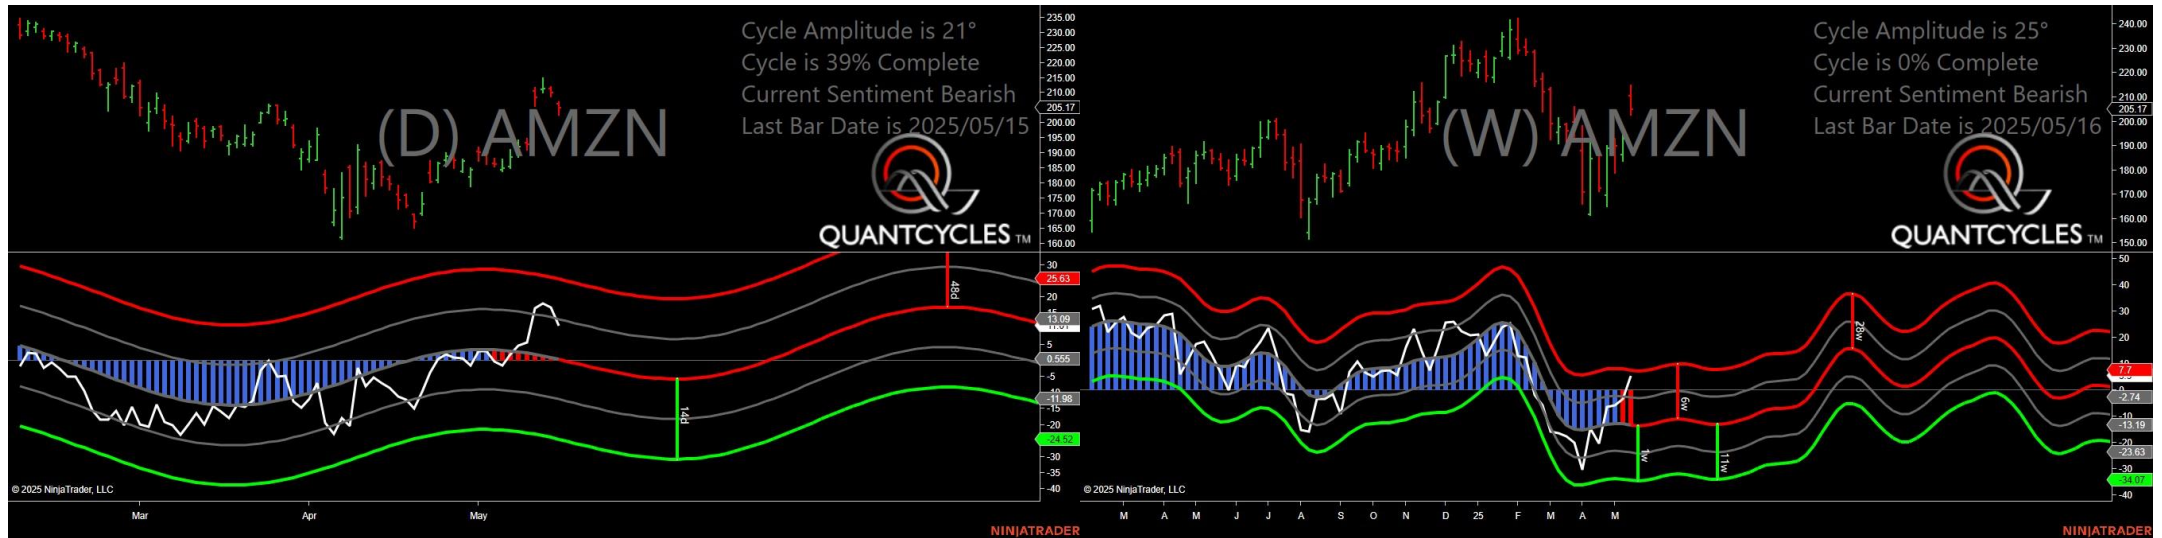 Cycle Amplitude is 21°
Cycle is 39% Complete
Current Sentiment Bearish
Last Bar Date is 2025/05/15
(D) AMZN
QUANTCYCLES TM
235.00
230.00
225.00
220.00
215.00
210.00
205.17
200.00
195.00
190.00
185.00
180.00
175.00
170.00
165.00
160.00
30
25.63
20
13.09
5
0.555
-5
-11.98
-15
-20
-24.52
-30
-35
-40
48d
14d
© 2025 NinjaTrader, LLC
Mar
Apr
May
NINJATRADER
Cycle Amplitude is 25°
Cycle is 0% Complete
Current Sentiment Bearish
Last Bar Date is 2025/05/16
(W) AMZN
QUANTCYCLES TM
240.00
230.00
220.00
210.00
205.17
200.00
190.00
180.00
170.00
160.00
150.00
50
40
30
20
7.7
-2.74
-10
-13.19
-20
-23.63
-30
-34.07
-40
28w
6w
1w
11w
© 2025 NinjaTrader, LLC
M A M J J A S O N D 25 F M A M
NINJATRADER